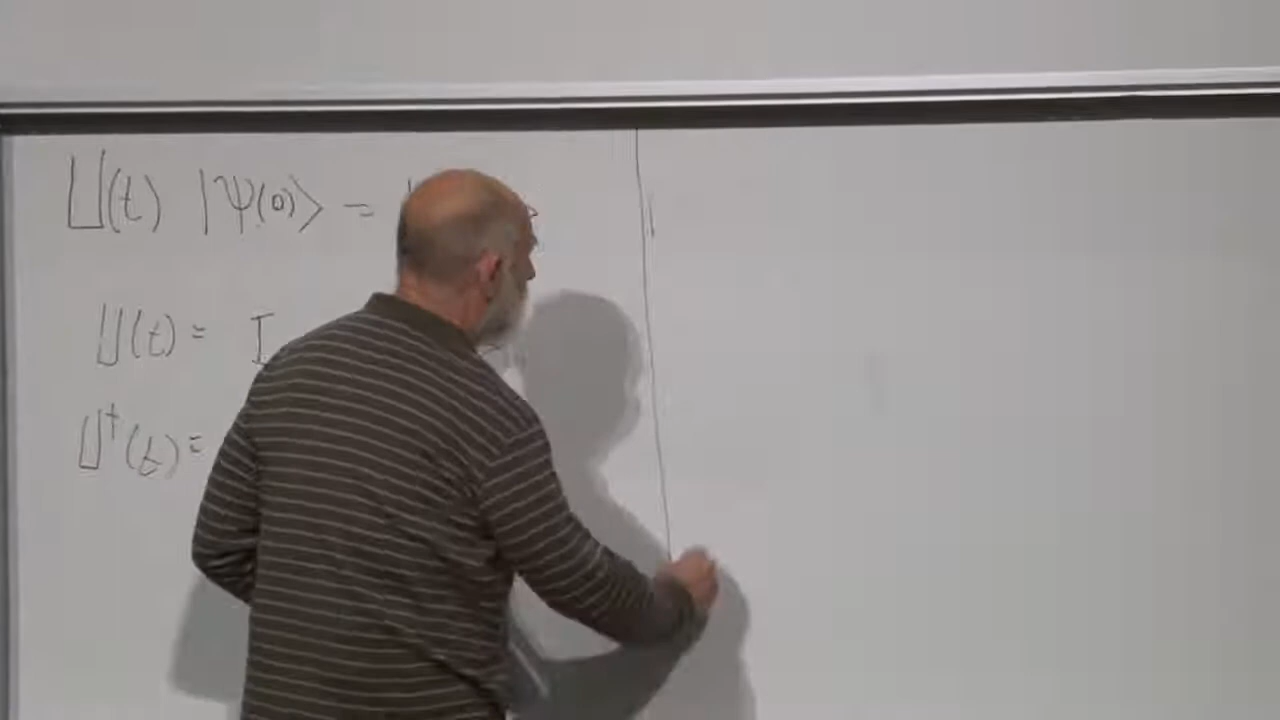 U(t) |Ψ(0)⟩ =
U(t) = I
U†(t) =